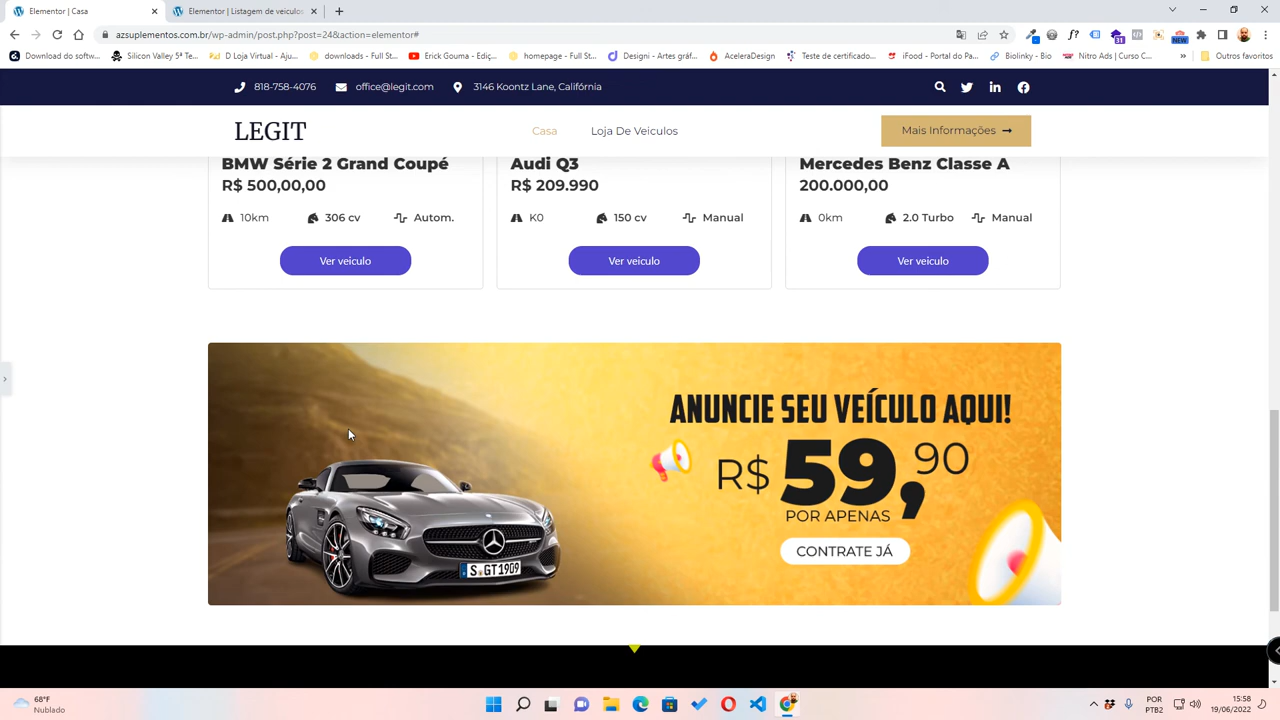 Elementor | Casa
Elementor | Listagem de veiculos
azsuplementos.com.br/wp-admin/post.php?post=24&action=elementor#
Download do softw...
Silicon Valley 5ª Te...
D Loja Virtual - Aju...
downloads - Full St...
Erick Gouma - Ediç...
homepage - Full St...
Designi - Artes gráf...
AceleraDesign
Teste de certificado...
iFood - Portal do Pa...
Biolinky - Bio
Nitro Ads | Curso C...
Outros favoritos
818-758-4076
office@legit.com
3146 Koontz Lane, Califórnia
LEGIT
Casa
Loja De Veiculos
Mais Informações
BMW Série 2 Grand Coupé
R$ 500,00,00
10km
306 cv
Autom.
Ver veiculo
Audi Q3
R$ 209.990
K0
150 cv
Manual
Ver veiculo
Mercedes Benz Classe A
200.000,00
0km
2.0 Turbo
Manual
Ver veiculo
ANUNCIE SEU VEÍCULO AQUI!
R$ 59,90
POR APENAS
CONTRATE JÁ
S GT1909
68°F
Nublado
POR
PTB2
15:58
19/06/2022